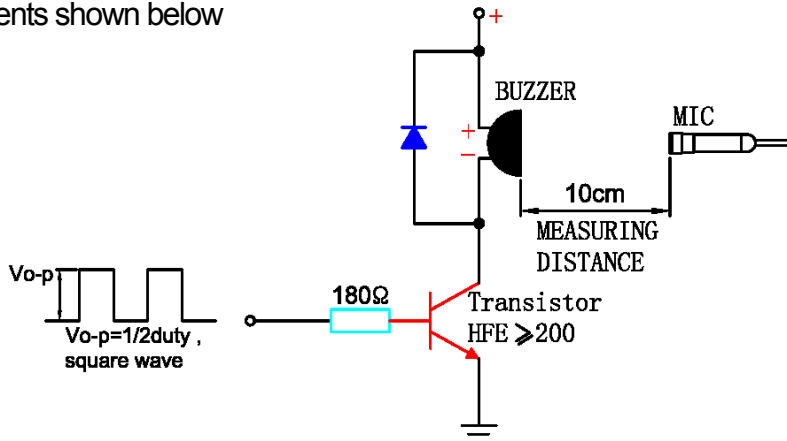 ents shown below
+
BUZZER
+
−
MIC
10cm
MEASURING
DISTANCE
Vo-p
Vo-p=1/2duty ,
square wave
180Ω
Transistor
HFE ⩾200